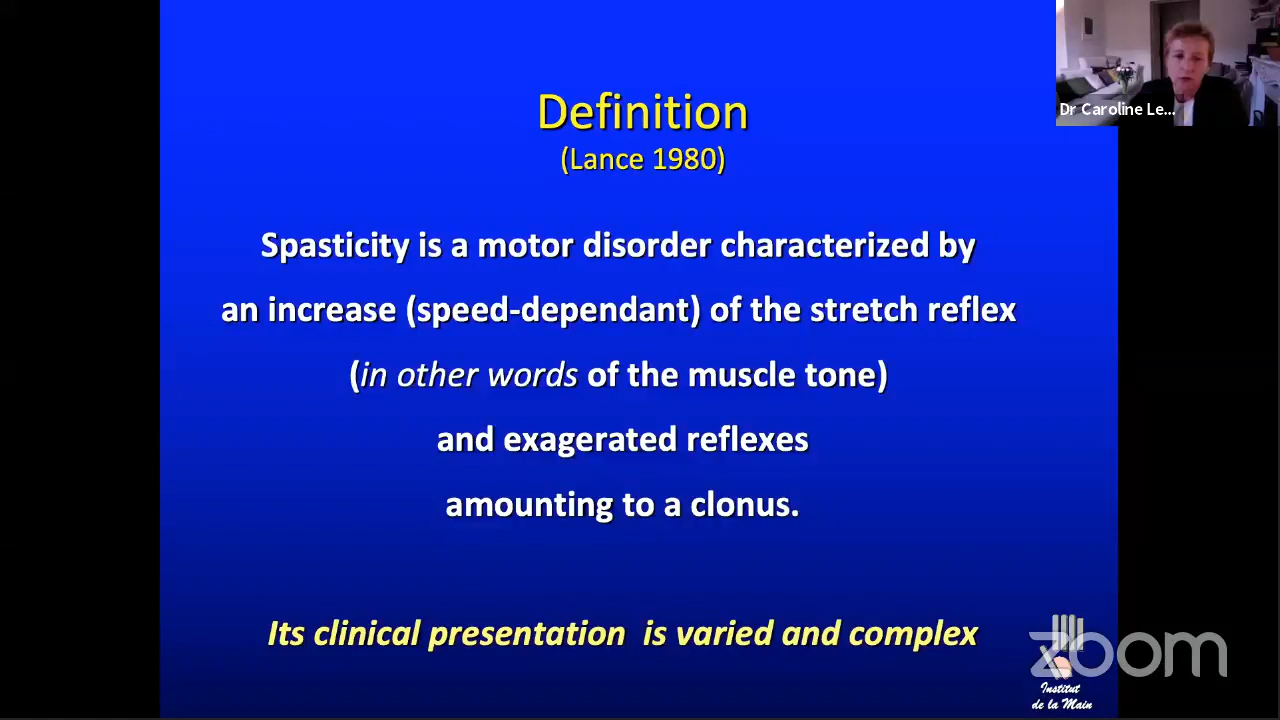 Definition
(Lance 1980)
Dr Caroline Le...
Spasticity is a motor disorder characterized by
an increase (speed-dependant) of the stretch reflex
(in other words of the muscle tone)
and exagerated reflexes
amounting to a clonus.
Its clinical presentation is varied and complex
zoom
Institut
de la Main